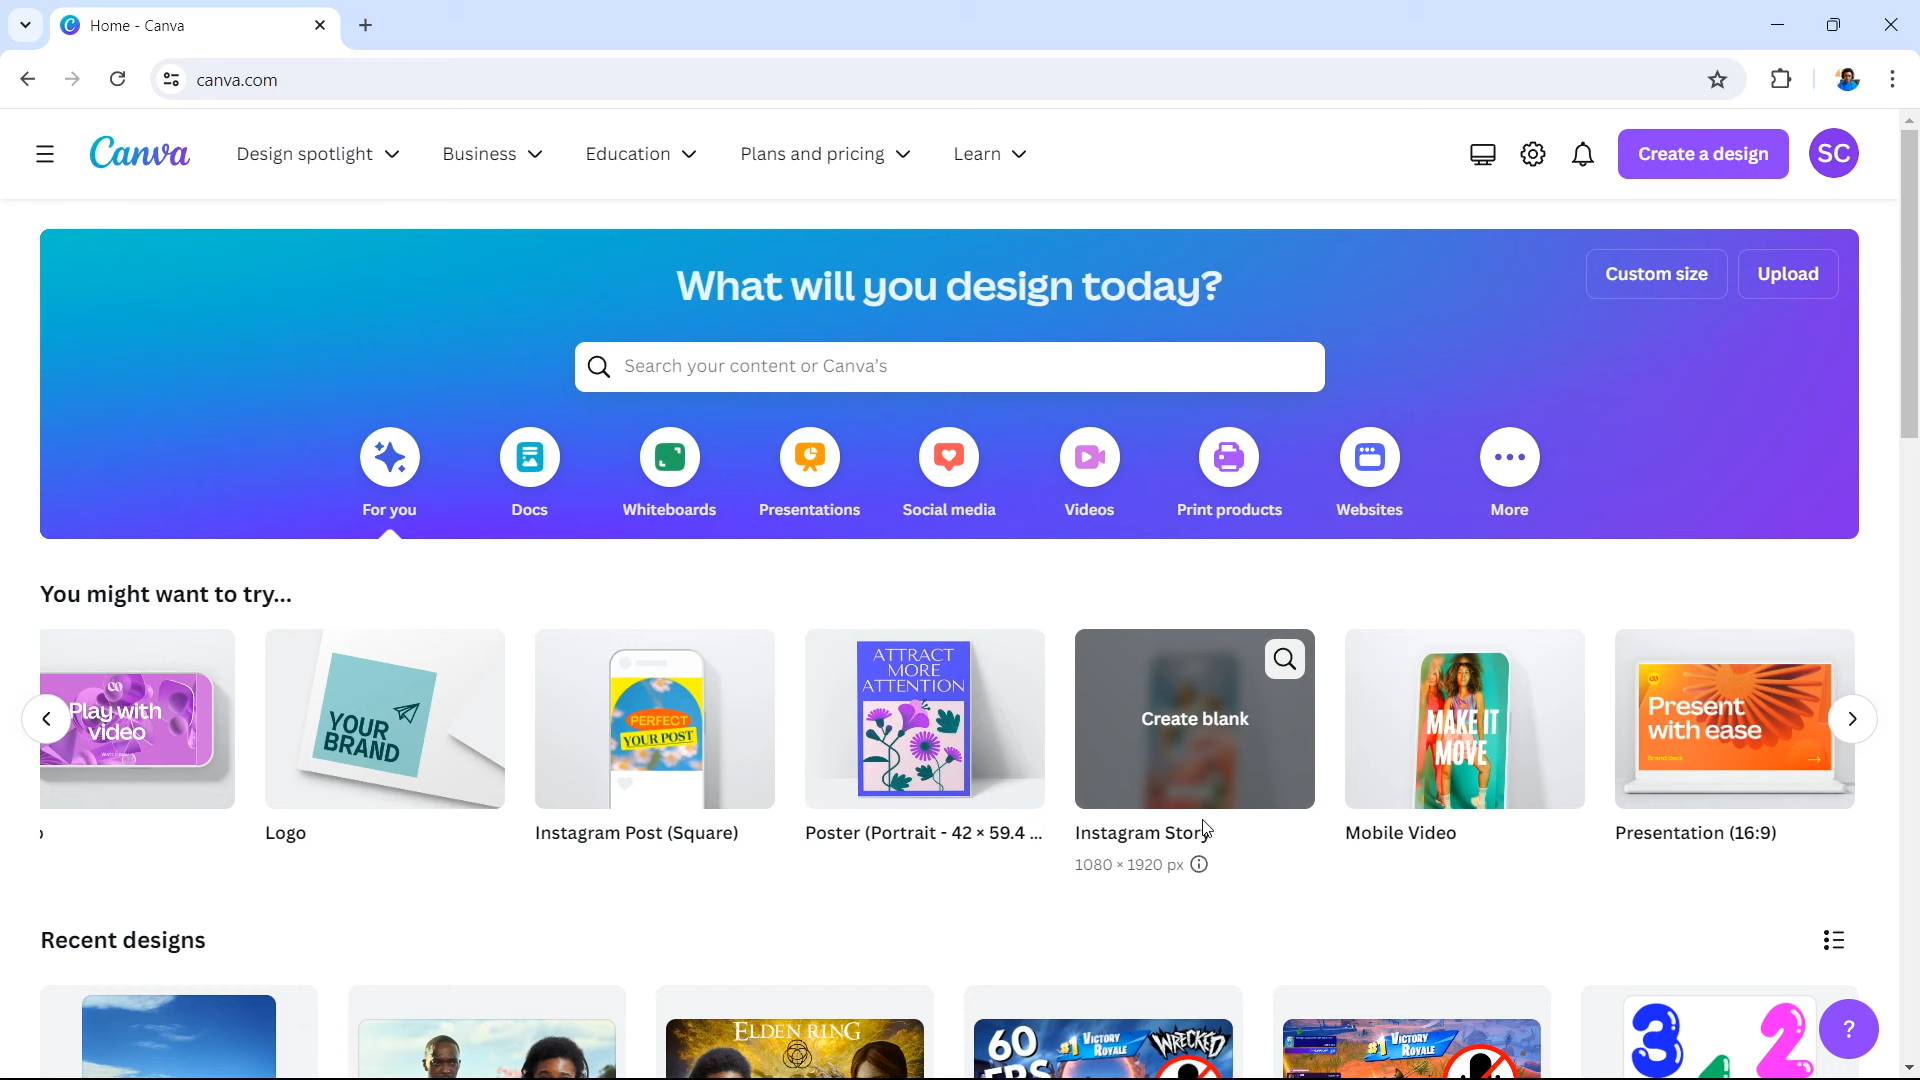 Home - Canva
canva.com
Canva
Design spotlight
Business
Education
Plans and pricing
Learn
Create a design
SC
What will you design today?
Custom size
Upload
Search your content or Canva's
For you
Docs
Whiteboards
Presentations
Social media
Videos
Print products
Websites
More
You might want to try...
Play with
video
YOUR
BRAND
PERFECT
YOUR POST
ATTRACT
MORE
ATTENTION
Create blank
MAKE IT
MOVE
Present
with ease
Brand deck
Logo
Instagram Post (Square)
Poster (Portrait - 42 × 59.4 ...
Instagram Story
1080 × 1920 px
Mobile Video
Presentation (16:9)
Recent designs
ELDEN RING
60
FPS
#1 VICTORY
ROYALE
WRECKED
#1 VICTORY
ROYALE
3
2
?